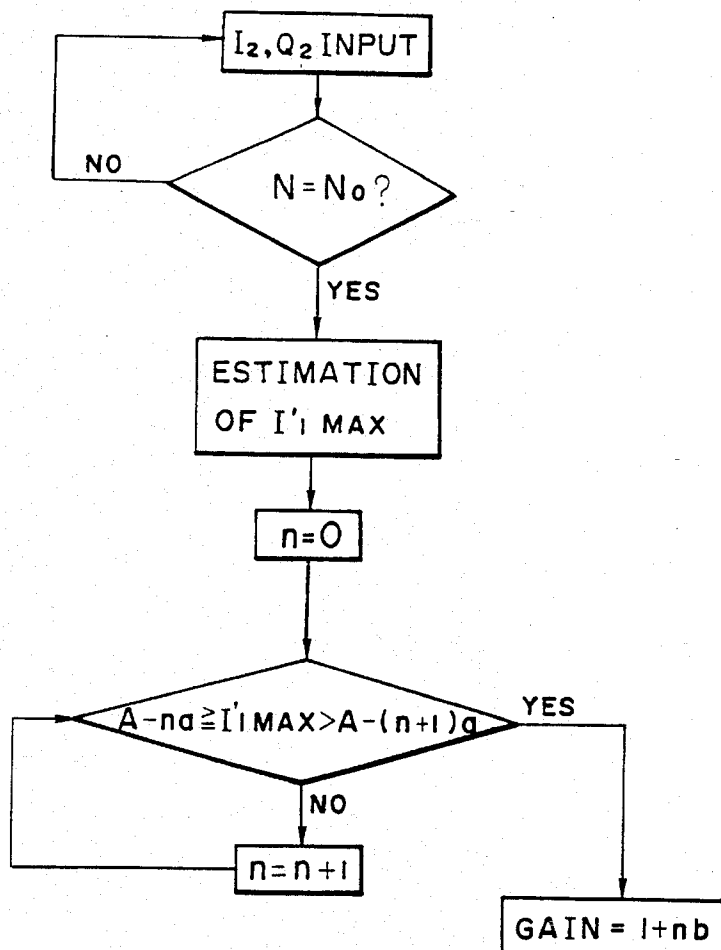 I₂, Q₂ INPUT
NO
N = N₀ ?
YES
ESTIMATION
OF I'₁ MAX
n = 0
A-na ≧ I'₁ MAX > A-(n+1)a
YES
NO
n = n+1
GAIN = 1+nb